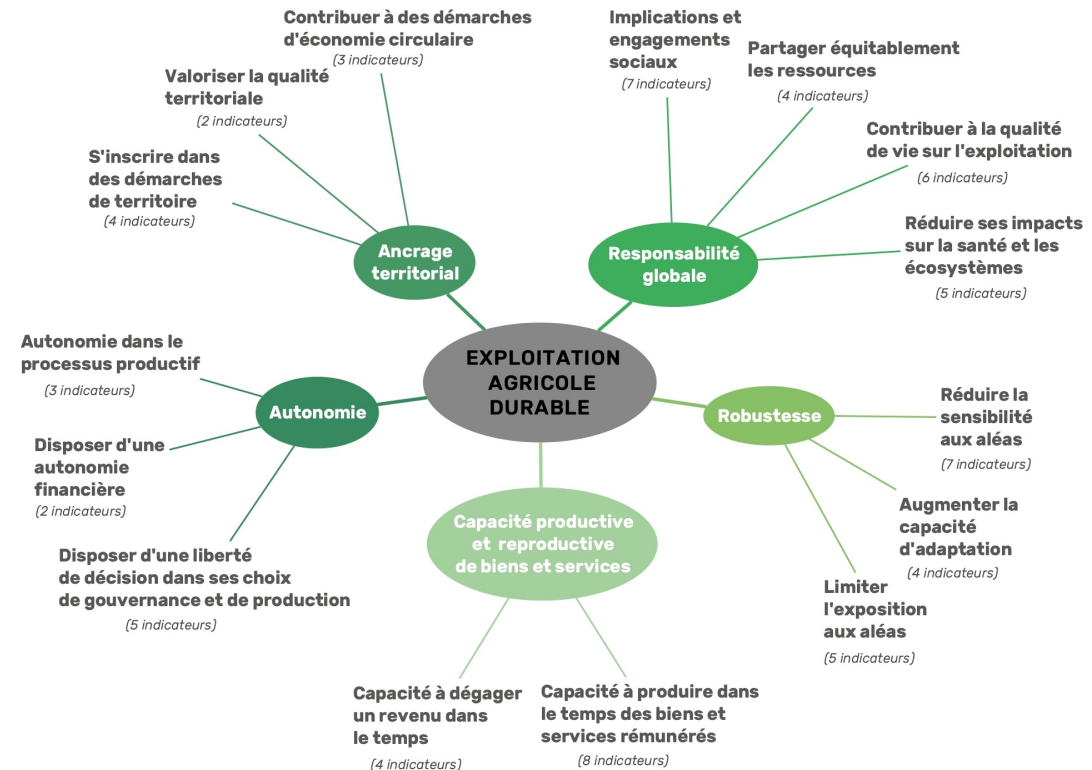 Contribuer à des démarches
d'économie circulaire
(3 indicateurs)
Valoriser la qualité
territoriale
(2 indicateurs)
S'inscrire dans
des démarches
de territoire
(4 indicateurs)
Ancrage
territorial
Implications et
engagements
sociaux
(7 indicateurs)
Partager équitablement
les ressources
(4 indicateurs)
Contribuer à la qualité
de vie sur l'exploitation
(6 indicateurs)
Réduire ses impacts
sur la santé et les
écosystèmes
(5 indicateurs)
Responsabilité
globale
EXPLOITATION
AGRICOLE
DURABLE
Autonomie dans le
processus productif
(3 indicateurs)
Autonomie
Disposer d'une
autonomie
financière
(2 indicateurs)
Disposer d'une liberté
de décision dans ses choix
de gouvernance et de production
(5 indicateurs)
Robustesse
Réduire la
sensibilité
aux aléas
(7 indicateurs)
Augmenter la
capacité
d'adaptation
(4 indicateurs)
Limiter
l'exposition
aux aléas
(5 indicateurs)
Capacité productive
et reproductive
de biens et services
Capacité à dégager
un revenu dans
le temps
(4 indicateurs)
Capacité à produire dans
le temps des biens et
services rémunérés
(8 indicateurs)